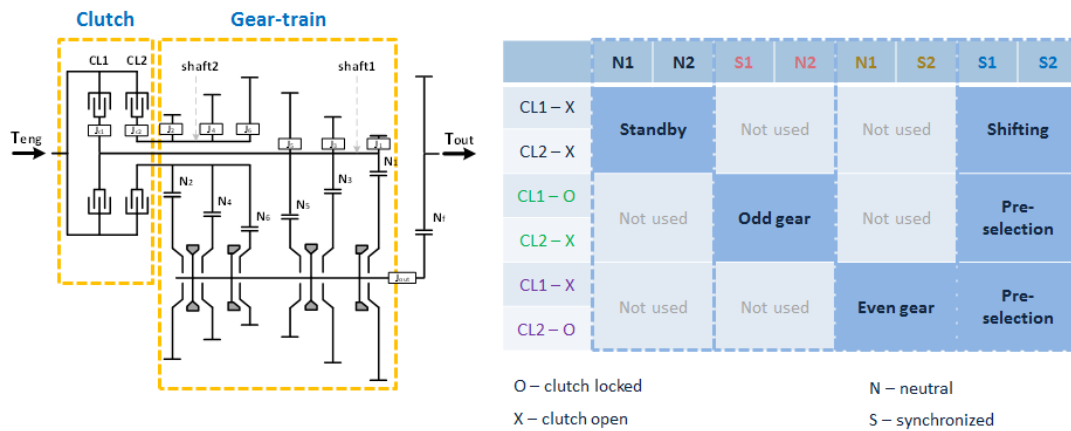 Clutch
Gear-train
CL1 CL2
shaft2
shaft1
T eng
T out
N1
N2
N3
N4
N5
N6
Nf
N1 N2 S1 N2 N1 S2 S1 S2
CL1 – X
CL2 – X
Standby
Not used
Not used
Shifting
CL1 – O
CL2 – X
Not used
Odd gear
Not used
Pre-
selection
CL1 – X
CL2 – O
Not used
Not used
Even gear
Pre-
selection
O – clutch locked
N – neutral
X – clutch open
S – synchronized